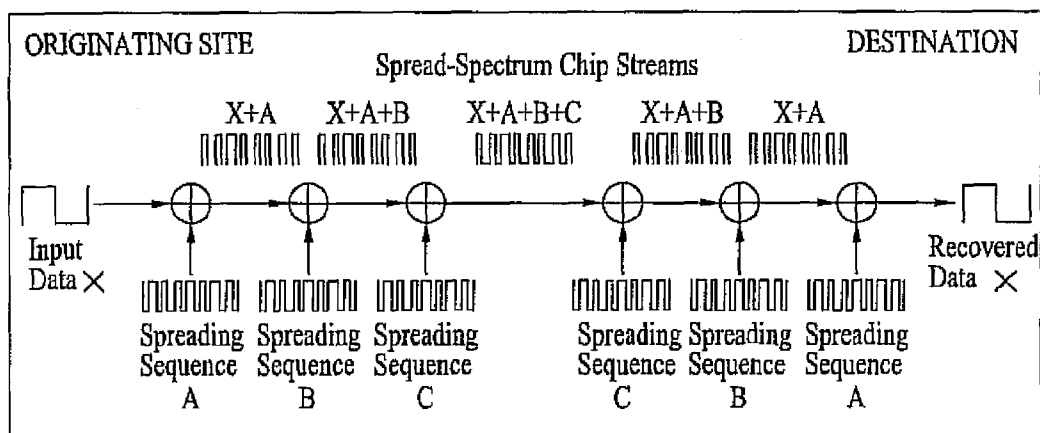 ORIGINATING SITE
DESTINATION
Spread-Spectrum Chip Streams
X+A
X+A+B
X+A+B+C
X+A+B
X+A
Input
Data X
Recovered
Data X
Spreading
Sequence
A
Spreading
Sequence
B
Spreading
Sequence
C
Spreading
Sequence
C
Spreading
Sequence
B
Spreading
Sequence
A